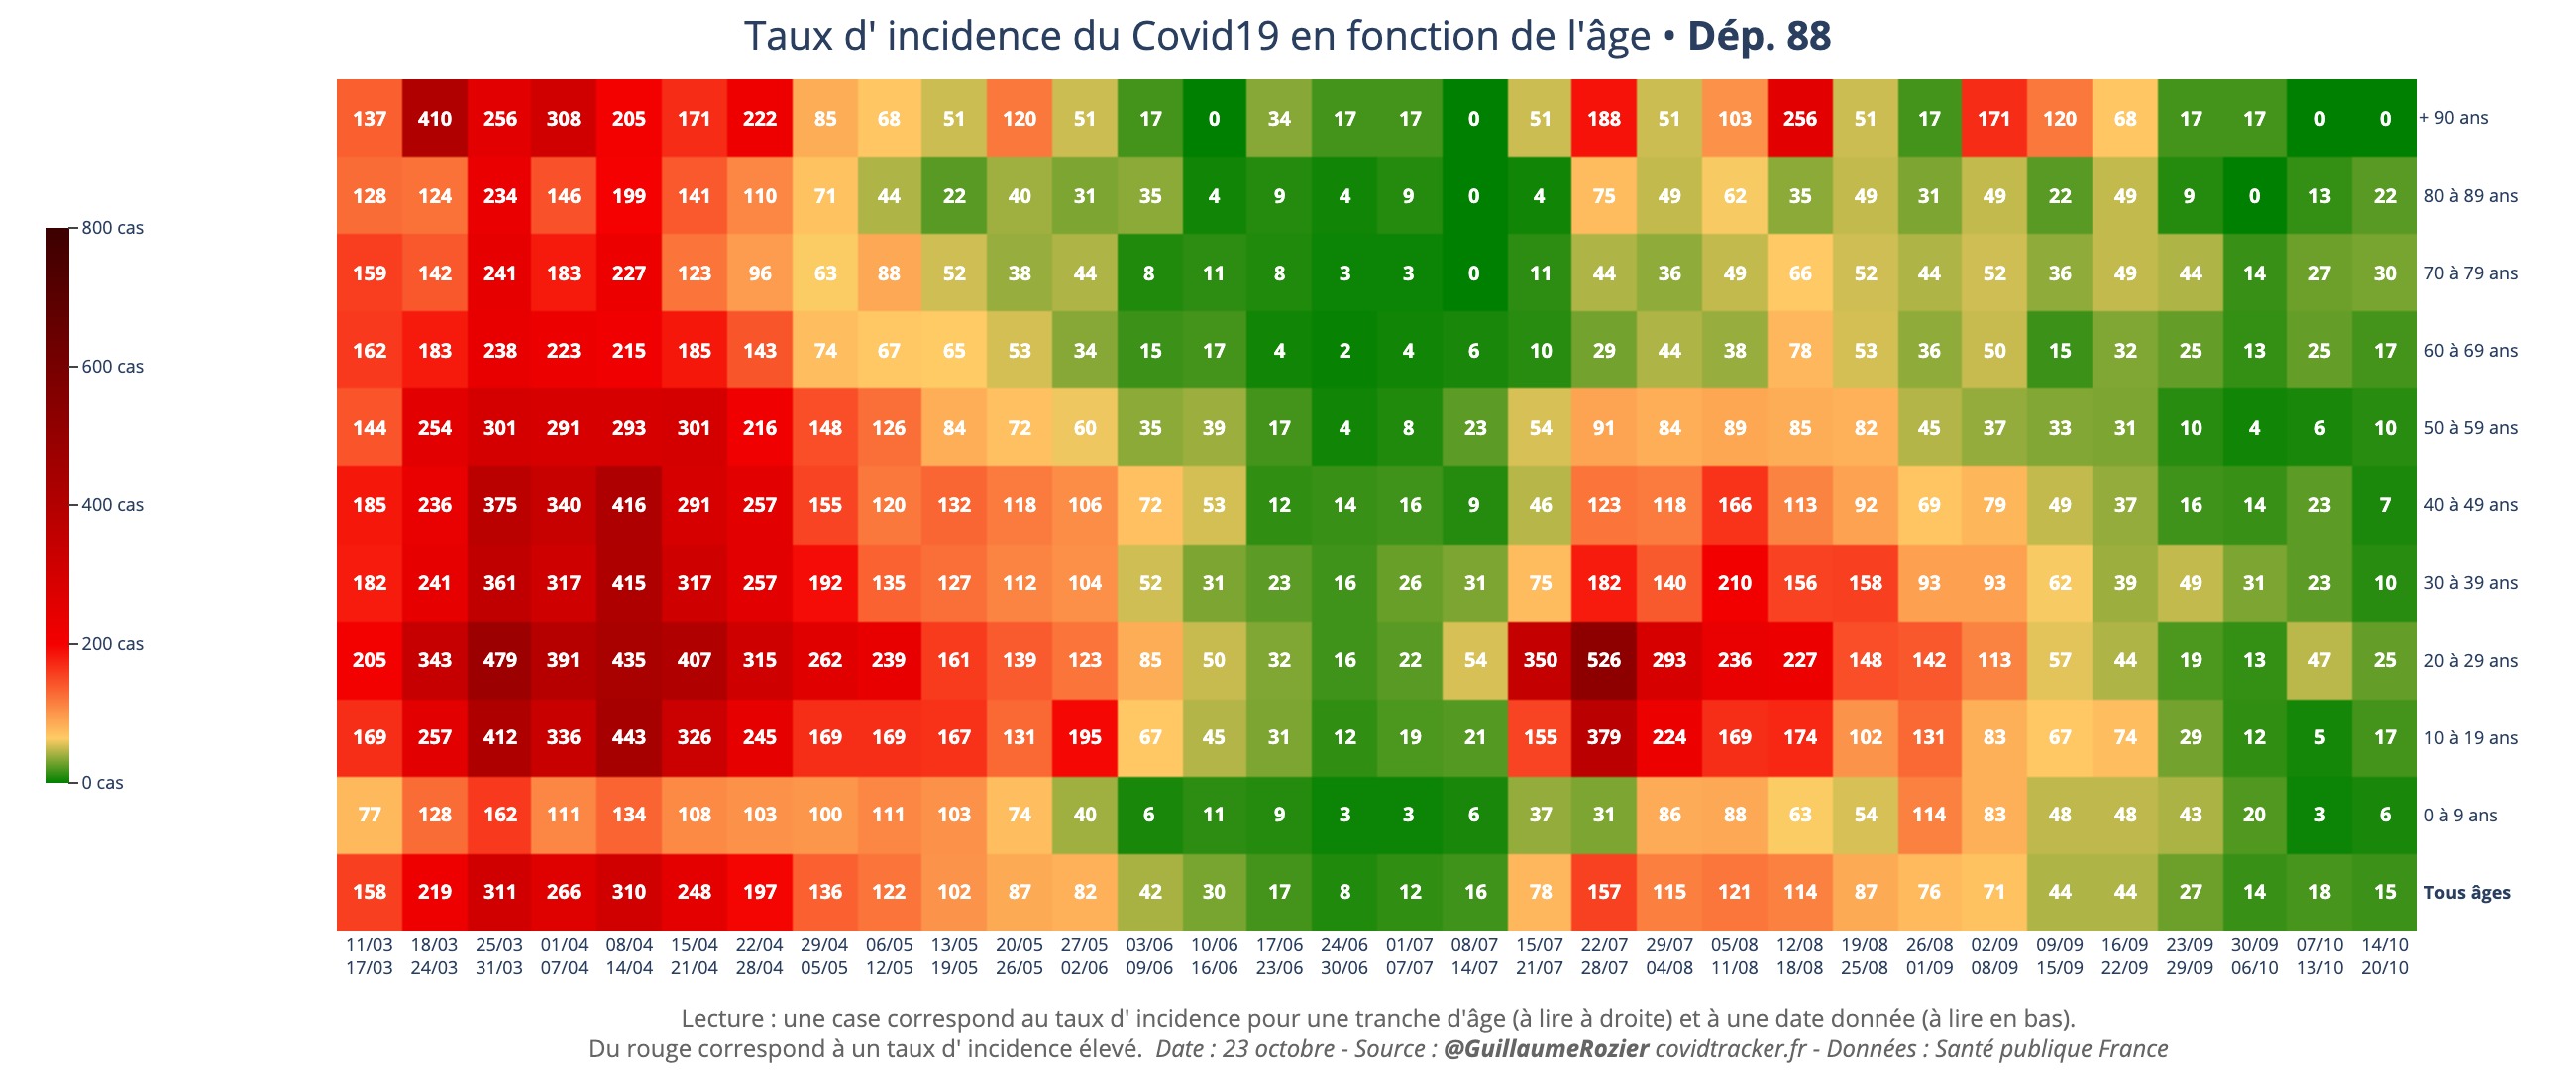 Taux d' incidence du Covid19 en fonction de l'âge • Dép. 88
800 cas
600 cas
400 cas
200 cas
0 cas
137 410 256 308 205 171 222 85 68 51 120 51 17 0 34 17 17 0 51 188 51 103 256 51 17 171 120 68 17 17 0 0 + 90 ans
128 124 234 146 199 141 110 71 44 22 40 31 35 4 9 4 9 0 4 75 49 62 35 49 31 49 22 49 9 0 13 22 80 à 89 ans
159 142 241 183 227 123 96 63 88 52 38 44 8 11 8 3 3 0 11 44 36 49 66 52 44 52 36 49 44 14 27 30 70 à 79 ans
162 183 238 223 215 185 143 74 67 65 53 34 15 17 4 2 4 6 10 29 44 38 78 53 36 50 15 32 25 13 25 17 60 à 69 ans
144 254 301 291 293 301 216 148 126 84 72 60 35 39 17 4 8 23 54 91 84 89 85 82 45 37 33 31 10 4 6 10 50 à 59 ans
185 236 375 340 416 291 257 155 120 132 118 106 72 53 12 14 16 9 46 123 118 166 113 92 69 79 49 37 16 14 23 7 40 à 49 ans
182 241 361 317 415 317 257 192 135 127 112 104 52 31 23 16 26 31 75 182 140 210 156 158 93 93 62 39 49 31 23 10 30 à 39 ans
205 343 479 391 435 407 315 262 239 161 139 123 85 50 32 16 22 54 350 526 293 236 227 148 142 113 57 44 19 13 47 25 20 à 29 ans
169 257 412 336 443 326 245 169 169 167 131 195 67 45 31 12 19 21 155 379 224 169 174 102 131 83 67 74 29 12 5 17 10 à 19 ans
77 128 162 111 134 108 103 100 111 103 74 40 6 11 9 3 3 6 37 31 86 88 63 54 114 83 48 48 43 20 3 6 0 à 9 ans
158 219 311 266 310 248 197 136 122 102 87 82 42 30 17 8 12 16 78 157 115 121 114 87 76 71 44 44 27 14 18 15 Tous âges
11/03 18/03 25/03 01/04 08/04 15/04 22/04 29/04 06/05 13/05 20/05 27/05 03/06 10/06 17/06 24/06 01/07 08/07 15/07 22/07 29/07 05/08 12/08 19/08 26/08 02/09 09/09 16/09 23/09 30/09 07/10 14/10
17/03 24/03 31/03 07/04 14/04 21/04 28/04 05/05 12/05 19/05 26/05 02/06 09/06 16/06 23/06 30/06 07/07 14/07 21/07 28/07 04/08 11/08 18/08 25/08 01/09 08/09 15/09 22/09 29/09 06/10 13/10 20/10
Lecture : une case correspond au taux d' incidence pour une tranche d'âge (à lire à droite) et à une date donnée (à lire en bas).
Du rouge correspond à un taux d' incidence élevé. Date : 23 octobre - Source : @GuillaumeRozier covidtracker.fr - Données : Santé publique France